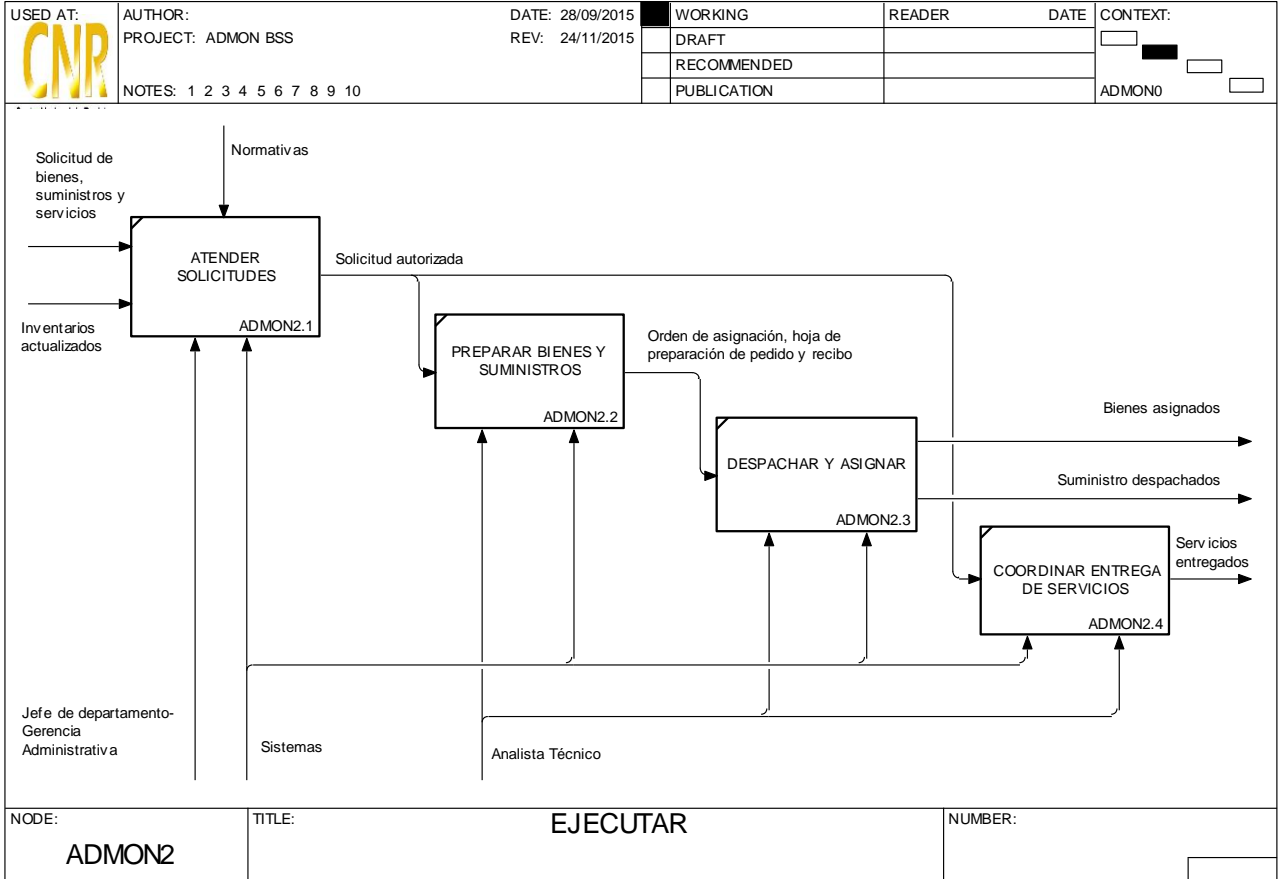 USED AT:
CNR
AUTHOR:
DATE: 28/09/2015
PROJECT: ADMON BSS
REV: 24/11/2015
NOTES: 1 2 3 4 5 6 7 8 9 10
WORKING
DRAFT
RECOMMENDED
PUBLICATION
READER
DATE
CONTEXT:
ADMON0
Solicitud de
bienes,
suministros y
servicios
Normativas
ATENDER
SOLICITUDES
ADMON2.1
Inventarios
actualizados
Solicitud autorizada
PREPARAR BIENES Y
SUMINISTROS
ADMON2.2
Orden de asignación, hoja de
preparación de pedido y recibo
DESPACHAR Y ASIGNAR
ADMON2.3
Bienes asignados
Suministro despachados
COORDINAR ENTREGA
DE SERVICIOS
ADMON2.4
Servicios
entregados
Jefe de departamento-
Gerencia
Administrativa
Sistemas
Analista Técnico
NODE:
ADMON2
TITLE:
EJECUTAR
NUMBER: